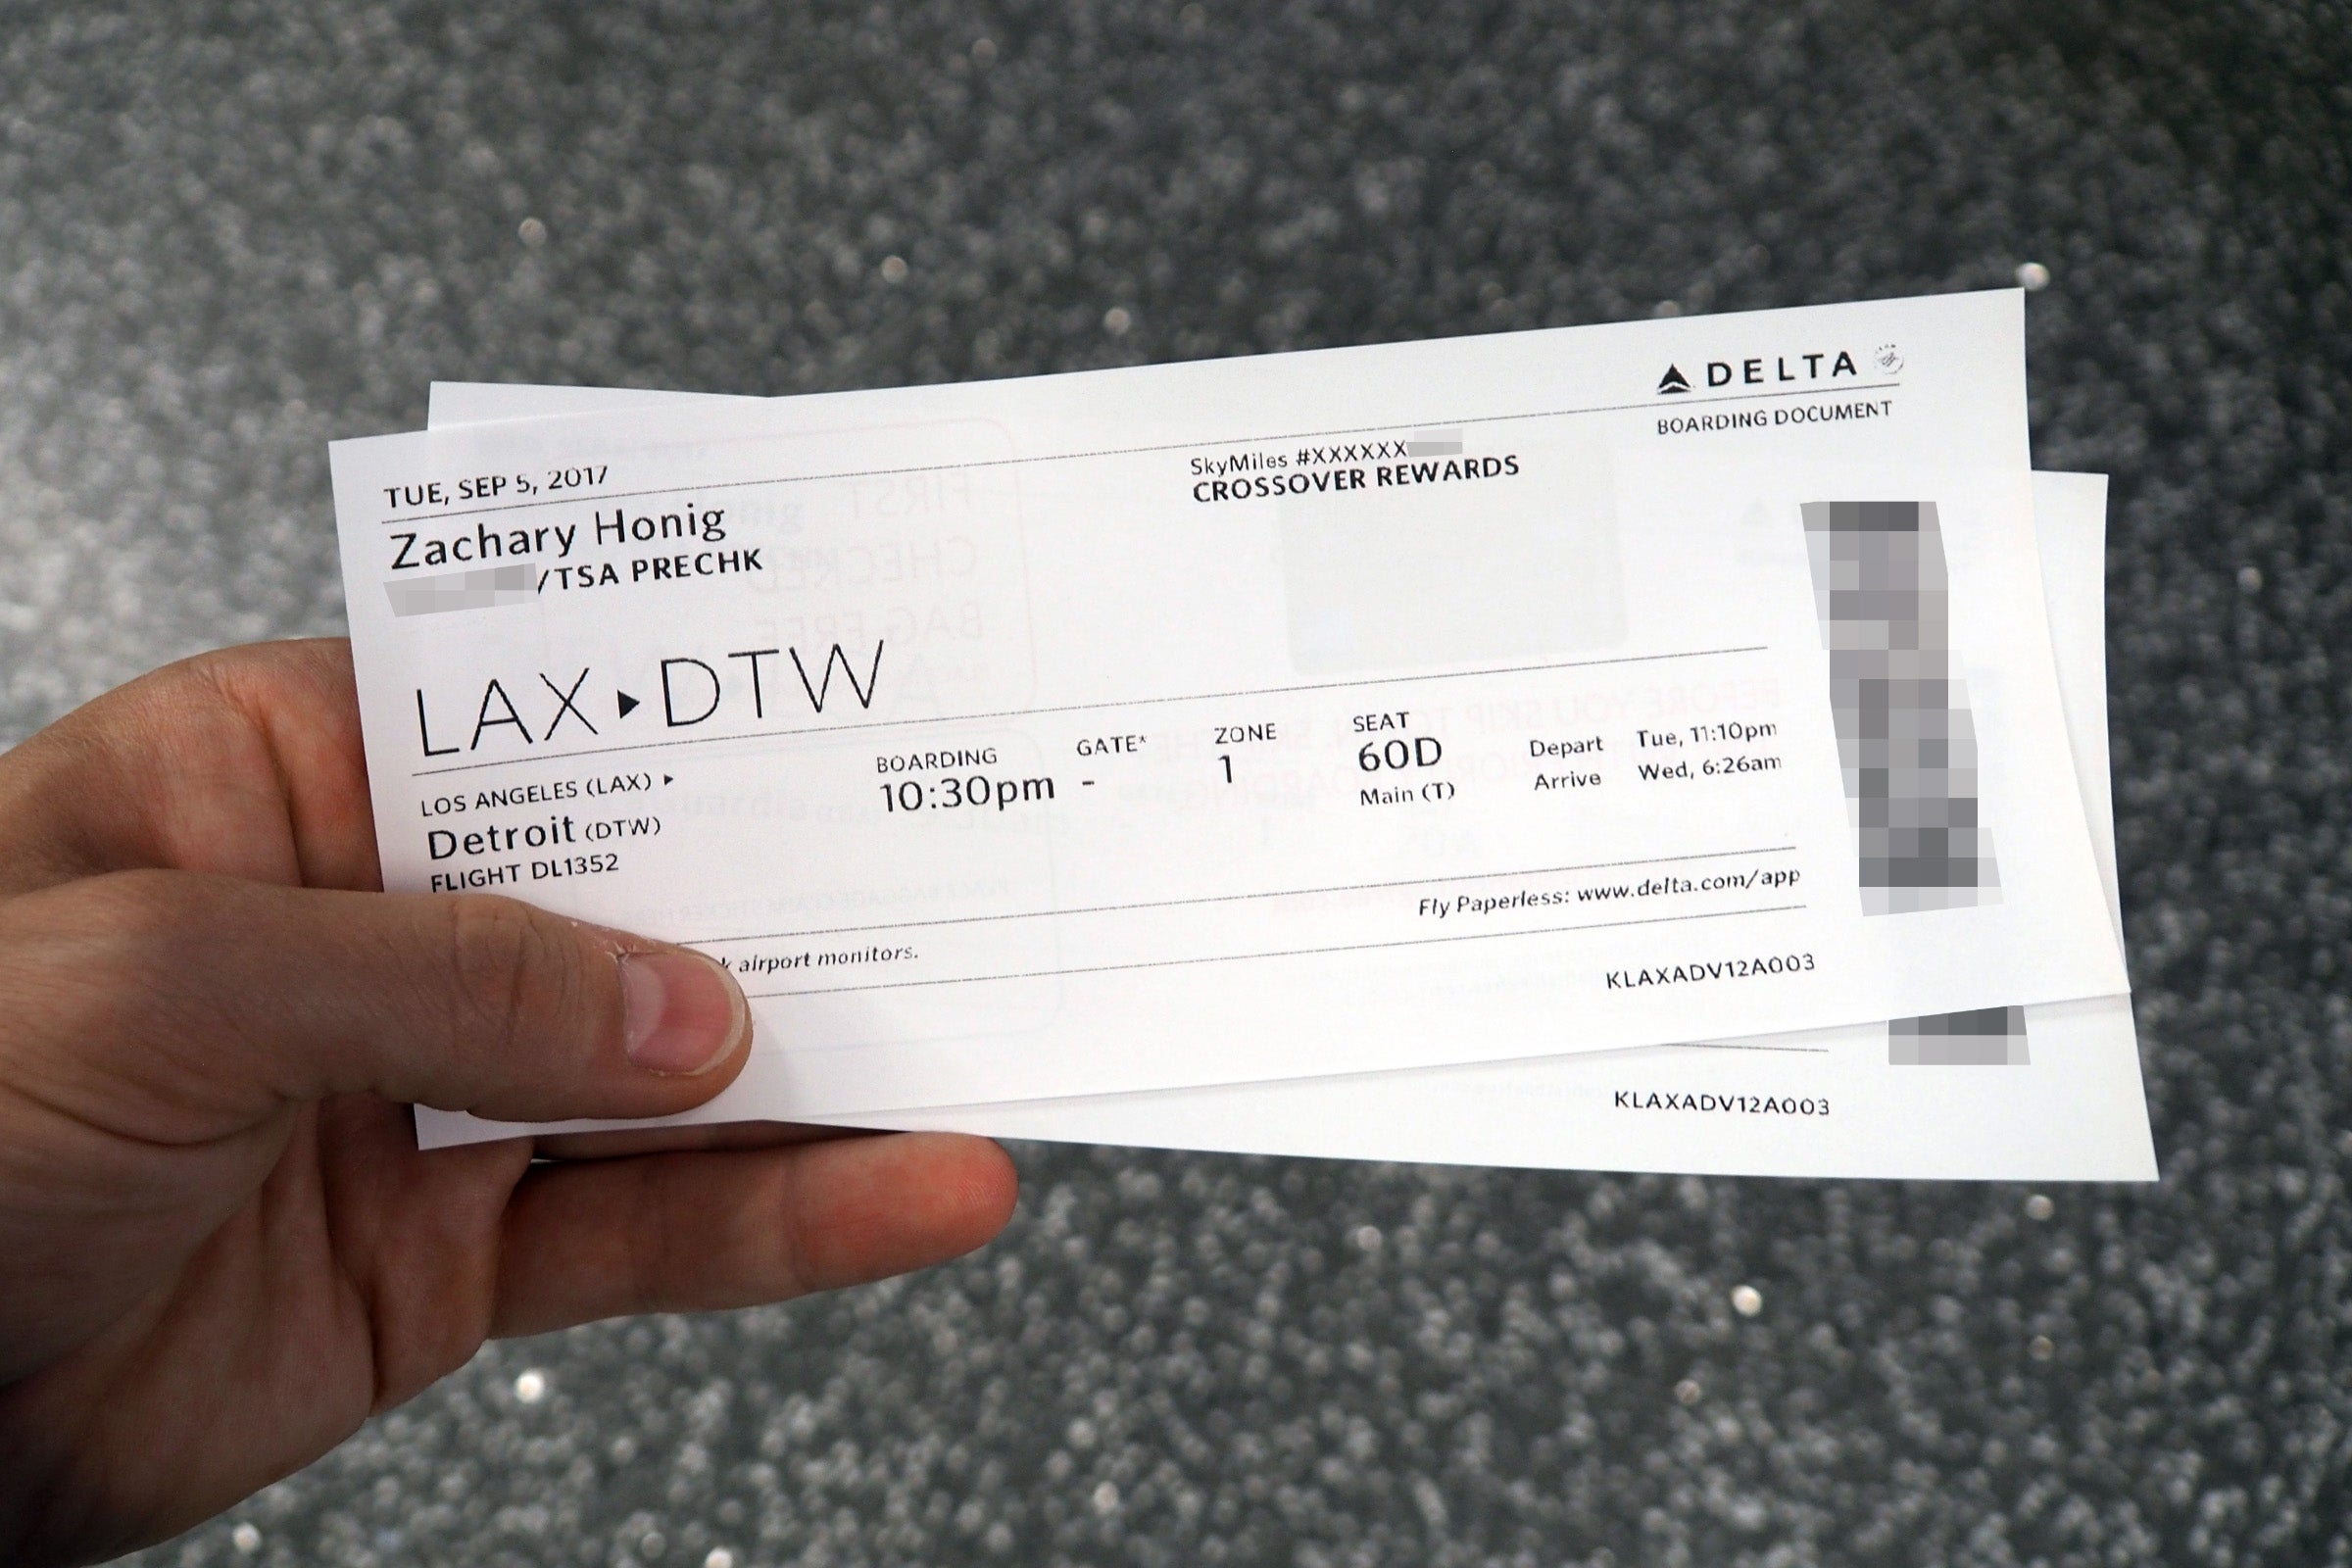 DELTA
BOARDING DOCUMENT
TUE, SEP 5, 2017
SkyMiles #XXXXXX
CROSSOVER REWARDS
Zachary Honig
/TSA PRECHK
LAX▸DTW
LOS ANGELES (LAX) ▸
Detroit (DTW)
FLIGHT DL1352
BOARDING
10:30pm
GATE*
-
ZONE
1
SEAT
60D
Main (T)
Depart Tue, 11:10pm
Arrive Wed, 6:26am
Fly Paperless: www.delta.com/app
airport monitors.
KLAXADV12A003
KLAXADV12A003